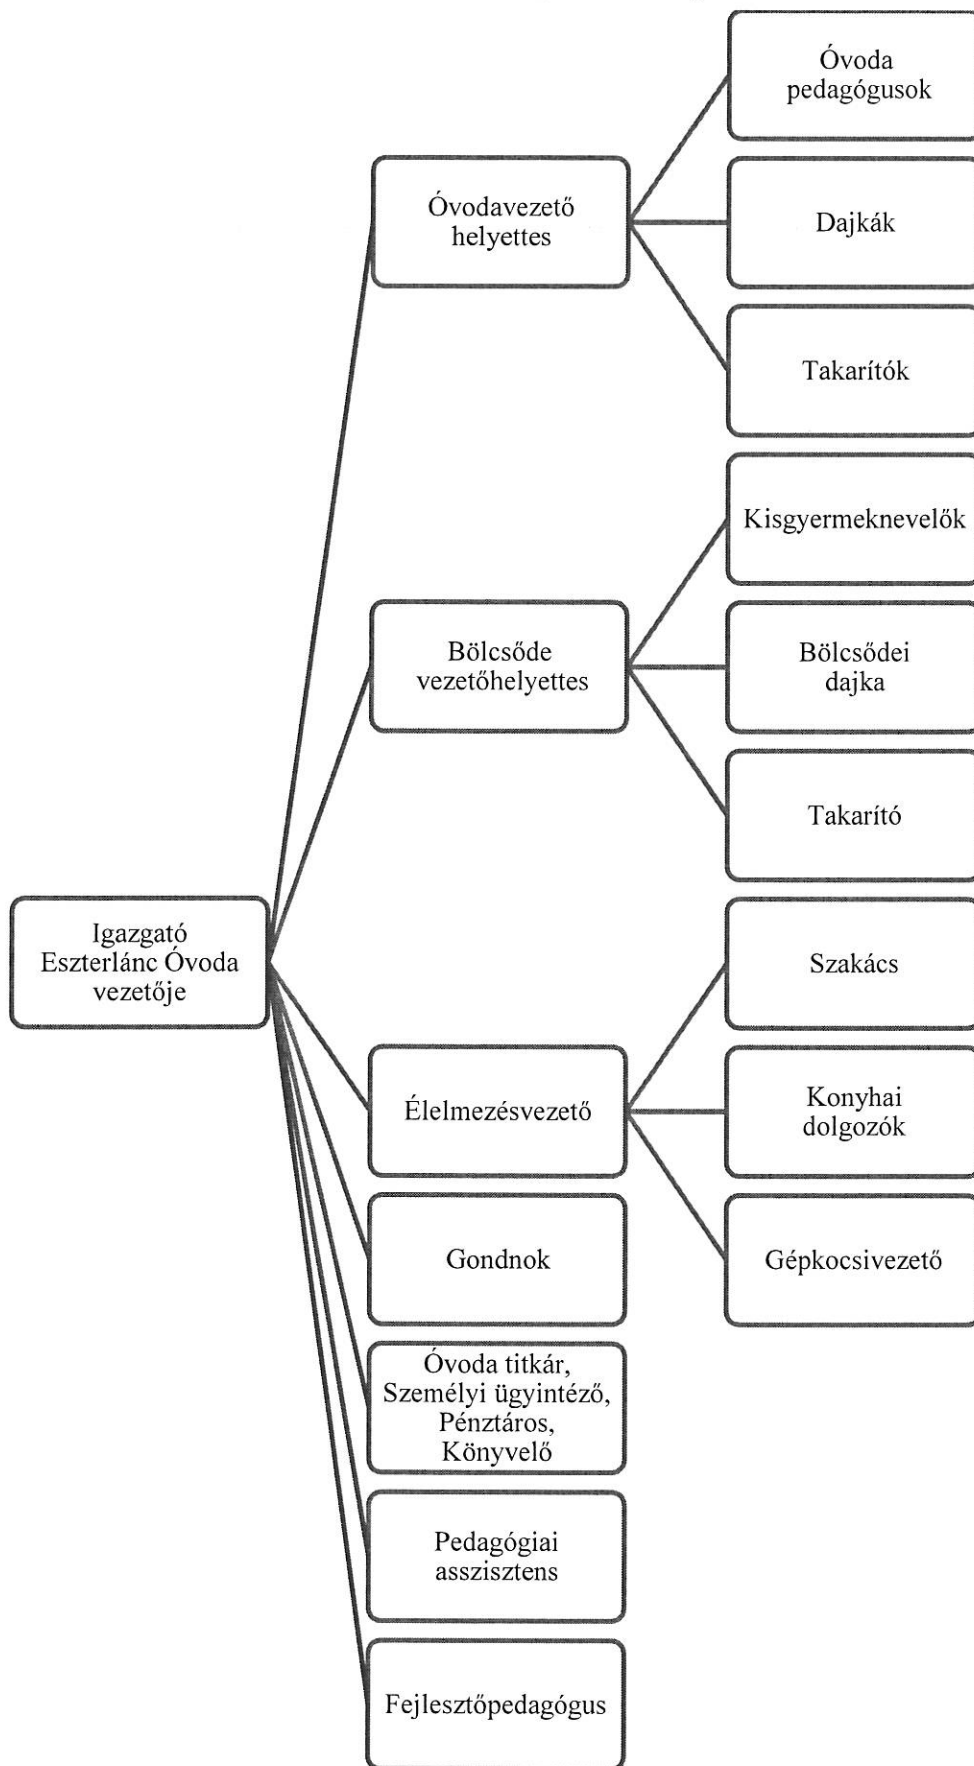 Igazgató
Eszterlánc Óvoda
vezetője
Óvodavezető
helyettes
Óvoda
pedagógusok
Dajkák
Takarítók
Bölcsőde
vezetőhelyettes
Kisgyermeknevelők
Bölcsődei
dajka
Takarító
Élelmezésvezető
Szakács
Konyhai
dolgozók
Gépkocsivezető
Gondnok
Óvoda titkár,
Személyi ügyintéző,
Pénztáros,
Könyvelő
Pedagógiai
asszisztens
Fejlesztőpedagógus